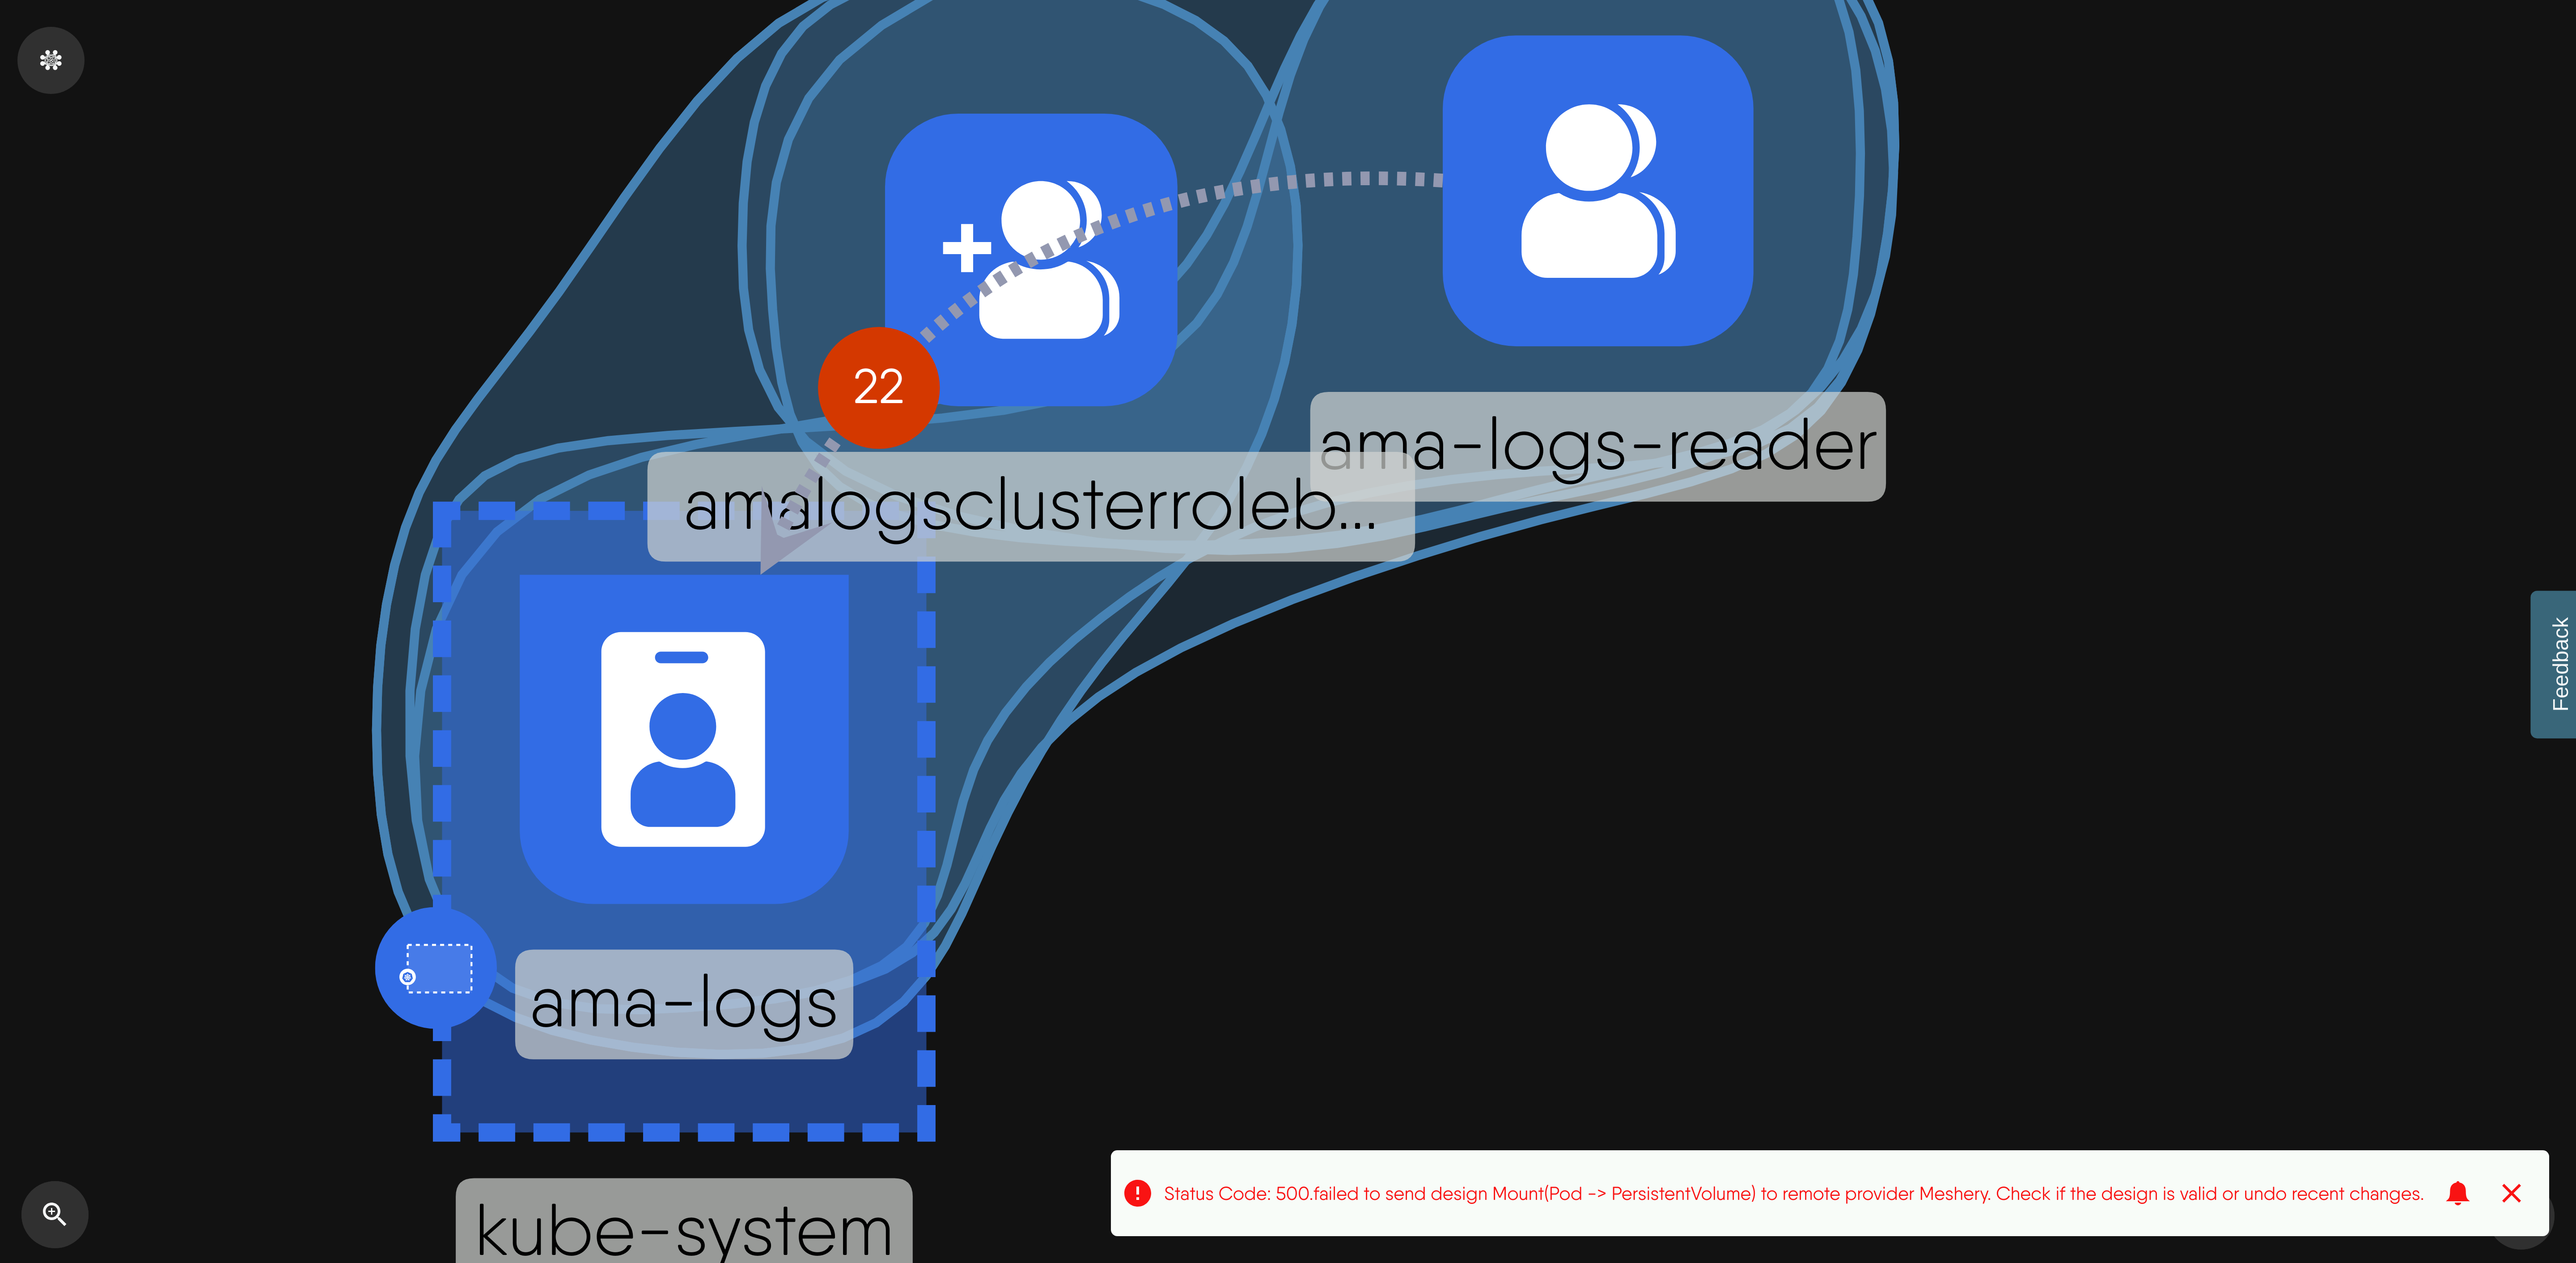 22
ama-logs-reader
amalogsclusterroleb...
ama-logs
kube-system
Feedback
Status Code: 500.failed to send design Mount(Pod -> PersistentVolume) to remote provider Meshery. Check if the design is valid or undo recent changes.